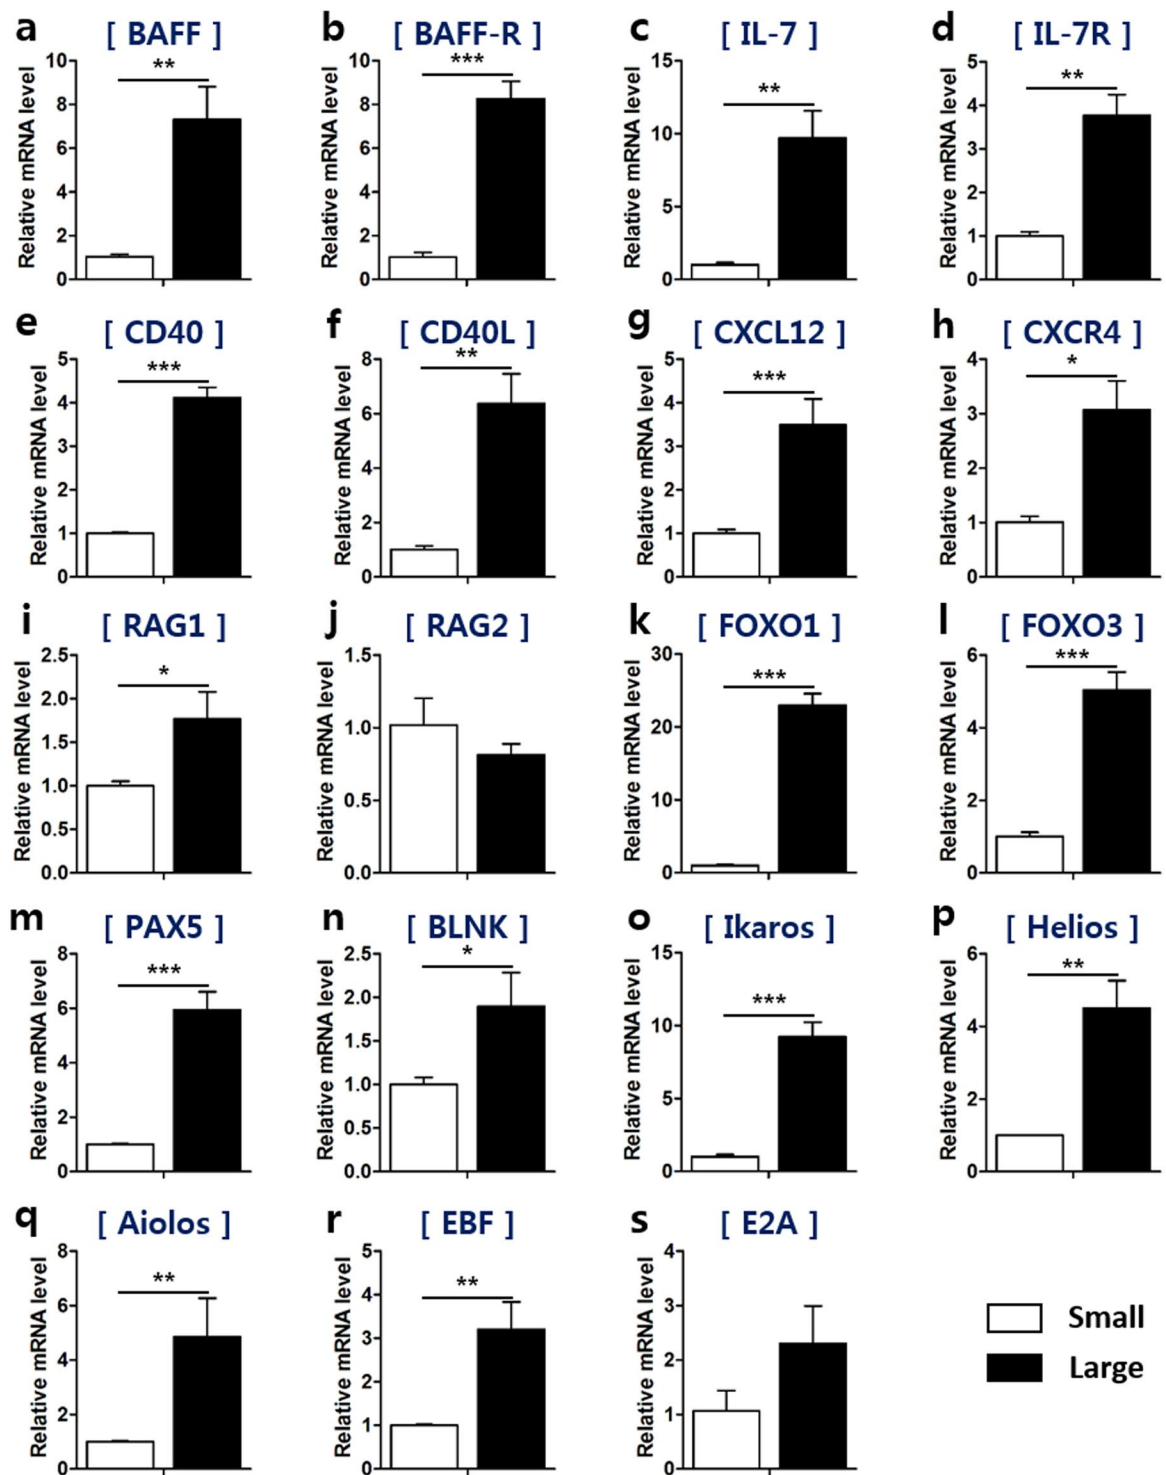 a [ BAFF ] b [ BAFF-R ] c [ IL-7 ] d [ IL-7R ]
Relative mRNA level 10 8 6 4 2 0 **
Relative mRNA level 10 8 6 4 2 0 ***
Relative mRNA level 15 10 5 0 **
Relative mRNA level 5 4 3 2 1 0 **
e [ CD40 ] f [ CD40L ] g [ CXCL12 ] h [ CXCR4 ]
Relative mRNA level 5 4 3 2 1 0 ***
Relative mRNA level 8 6 4 2 0 **
Relative mRNA level 5 4 3 2 1 0 ***
Relative mRNA level 4 3 2 1 0 *
i [ RAG1 ] j [ RAG2 ] k [ FOXO1 ] l [ FOXO3 ]
Relative mRNA level 2.5 2.0 1.5 1.0 0.5 0.0 *
Relative mRNA level 1.5 1.0 0.5 0.0
Relative mRNA level 30 20 10 0 ***
Relative mRNA level 6 4 2 0 ***
m [ PAX5 ] n [ BLNK ] o [ Ikaros ] p [ Helios ]
Relative mRNA level 8 6 4 2 0 ***
Relative mRNA level 2.5 2.0 1.5 1.0 0.5 0.0 *
Relative mRNA level 15 10 5 0 ***
Relative mRNA level 6 4 2 0 **
q [ Aiolos ] r [ EBF ] s [ E2A ]
Relative mRNA level 8 6 4 2 0 **
Relative mRNA level 5 4 3 2 1 0 **
Relative mRNA level 4 3 2 1 0
Small
Large